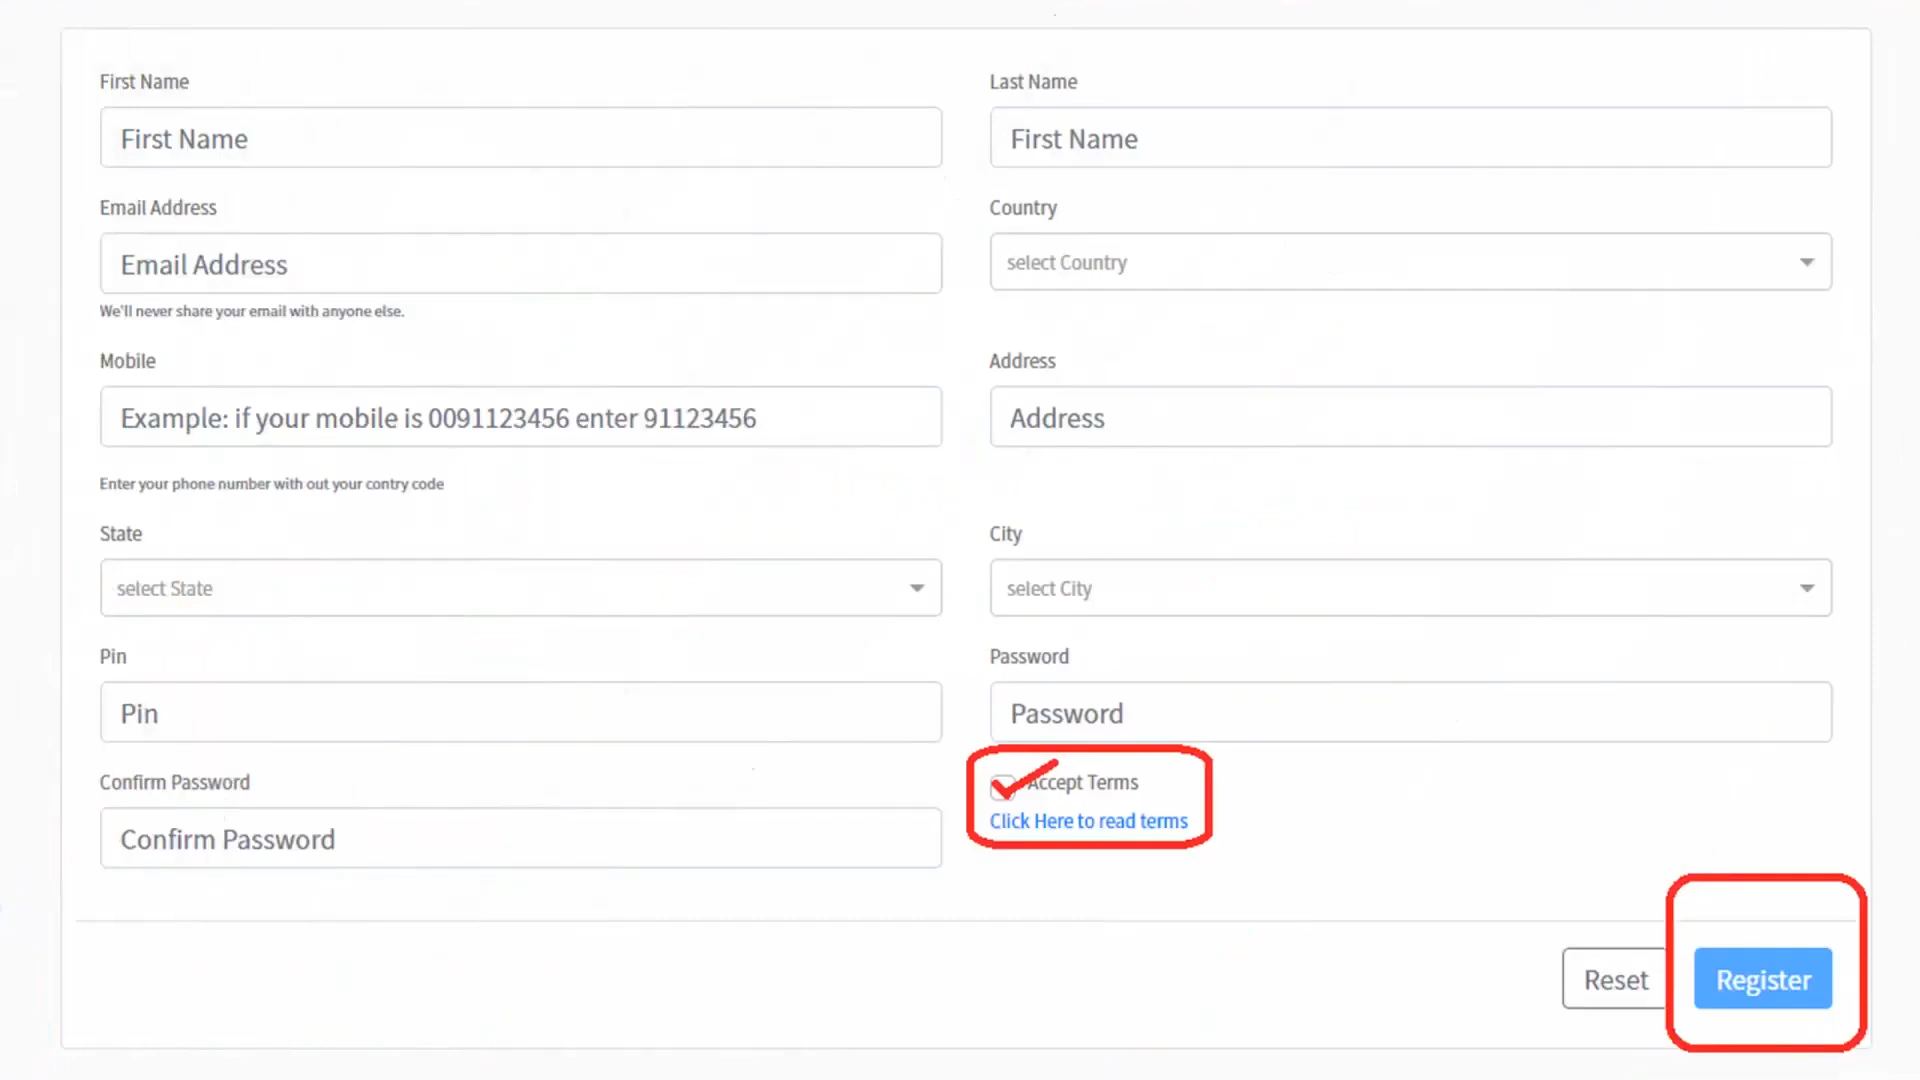 First Name
Last Name
First Name
First Name
Email Address
Country
Email Address
select Country
We'll never share your email with anyone else.
Mobile
Address
Example: if your mobile is 0091123456 enter 91123456
Address
Enter your phone number with out your contry code
State
City
select State
select City
Pin
Password
Pin
Password
Confirm Password
Accept Terms
Click Here to read terms
Confirm Password
Reset
Register